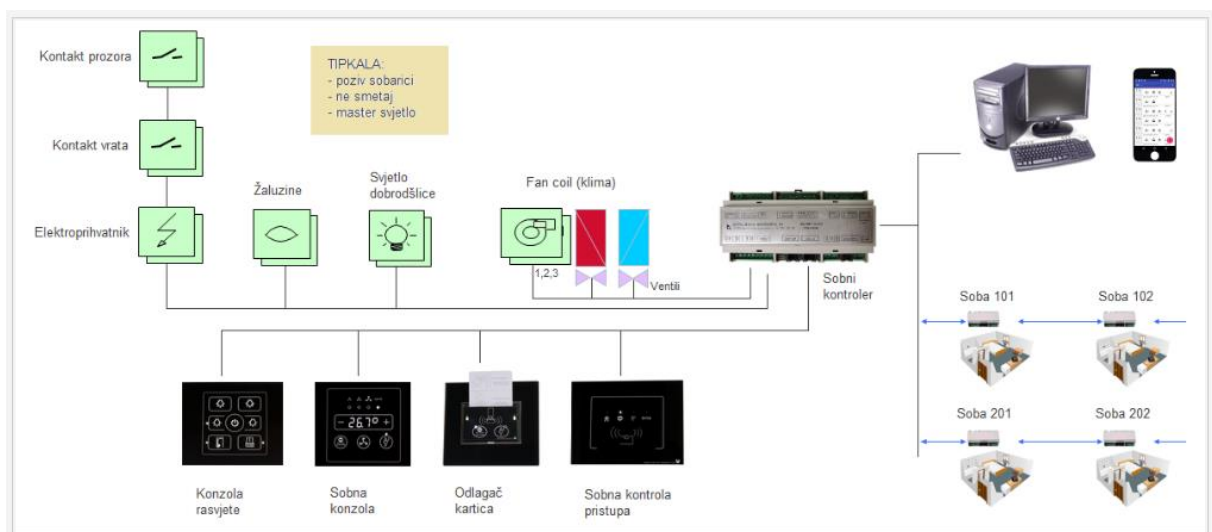 Kontakt prozora
TIPKALA:
- poziv sobarici
- ne smetaj
- master svjetlo
Kontakt vrata
Žaluzine
Svjetlo
dobrodšlice
Fan coil (klima)
Elektroprihvatnik
1,2,3
Ventili
Sobni
kontroler
Soba 101
Soba 102
26.7°
Soba 201
Soba 202
Konzola
rasvjete
Sobna
konzola
Odlagač
kartica
Sobna kontrola
pristupa